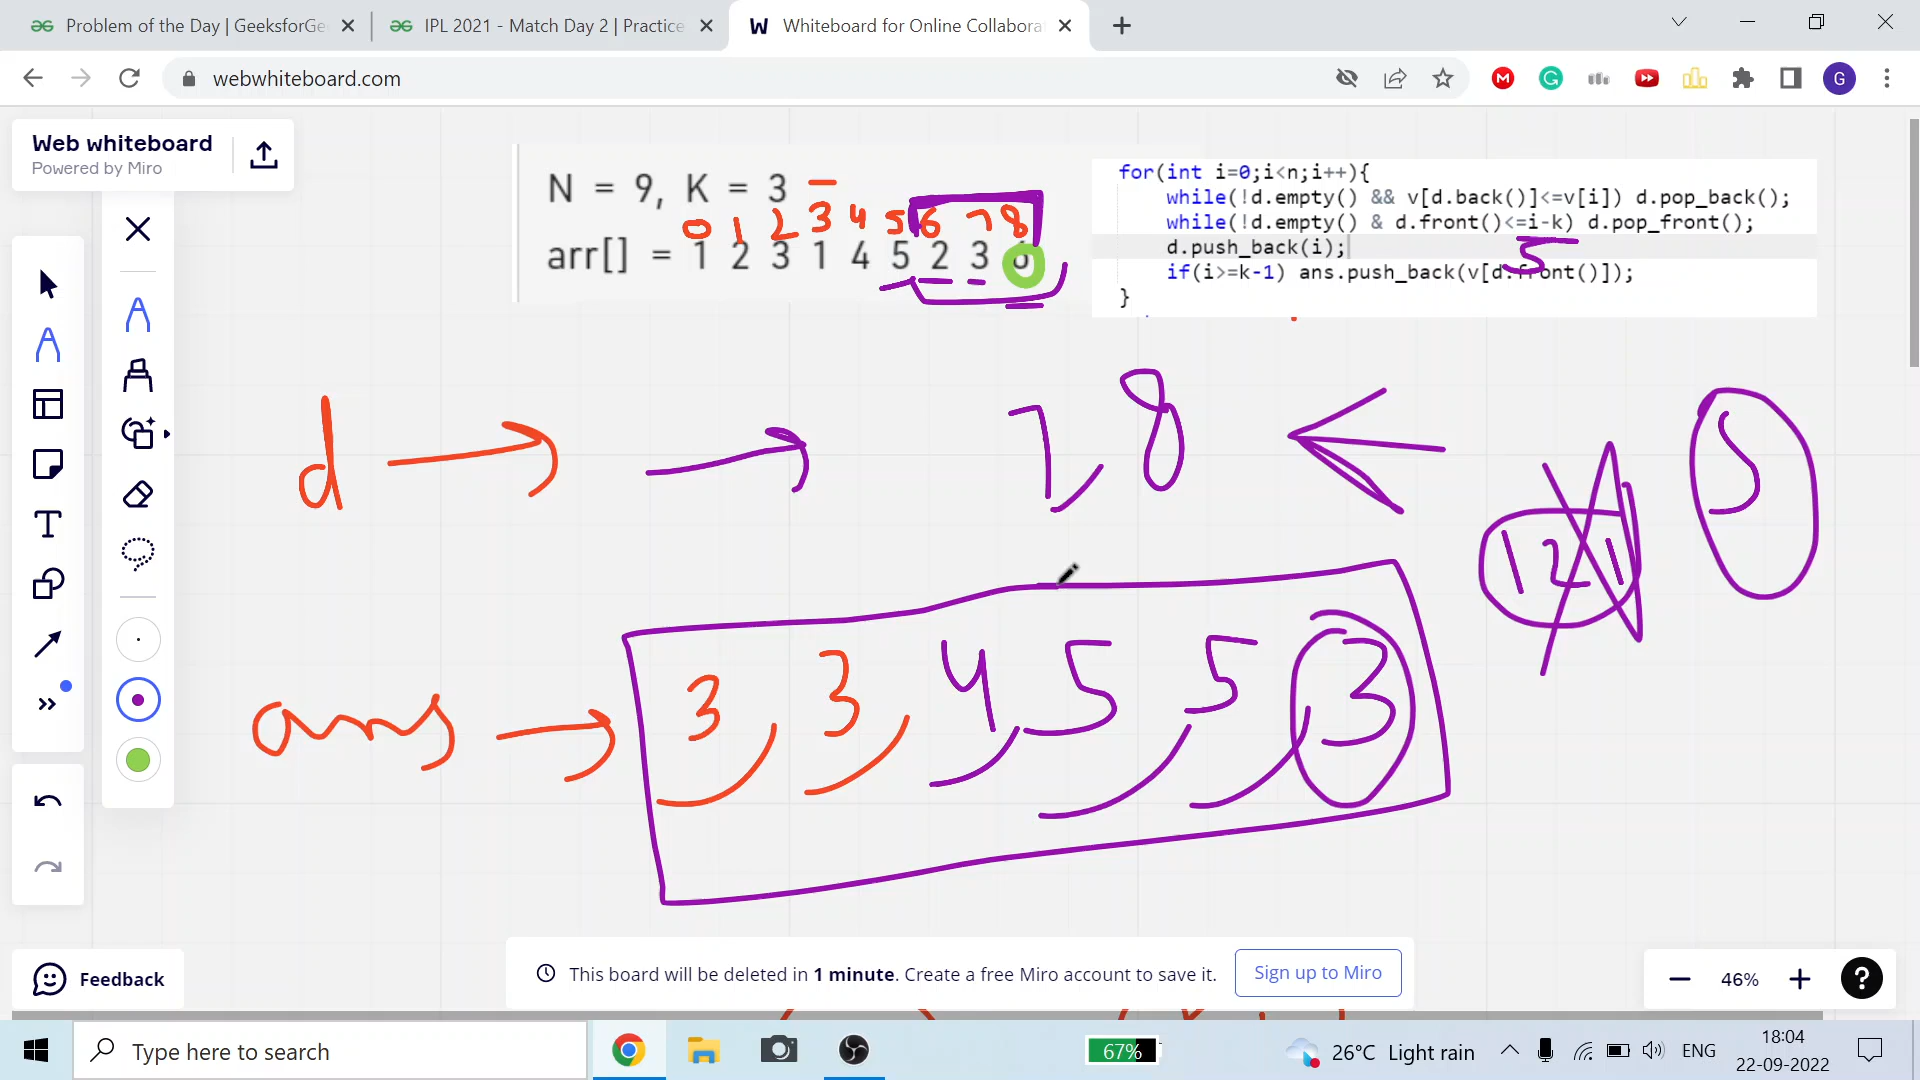 Problem of the Day | GeeksforGe
IPL 2021 - Match Day 2 | Practice
Whiteboard for Online Collabora
webwhiteboard.com
G
Web whiteboard
Powered by Miro
N = 9, K = 3
0 1 2 3 4 5 6 7 8
arr[] = 1 2 3 1 4 5 2 3
for(int i=0;i<n;i++){
while(!d.empty() && v[d.back()]<=v[i]) d.pop_back();
while(!d.empty() & d.front()<=i-k) d.pop_front();
5
d.push_back(i);
if(i>=k-1) ans.push_back(v[d.front()]);
}
d → → 7, 8 ←
5
1 2 1
ans → 3, 3, 4, 5, 5, 3
This board will be deleted in 1 minute. Create a free Miro account to save it.
Sign up to Miro
Feedback
46%
?
Type here to search
67%
26°C Light rain
ENG
18:04
22-09-2022